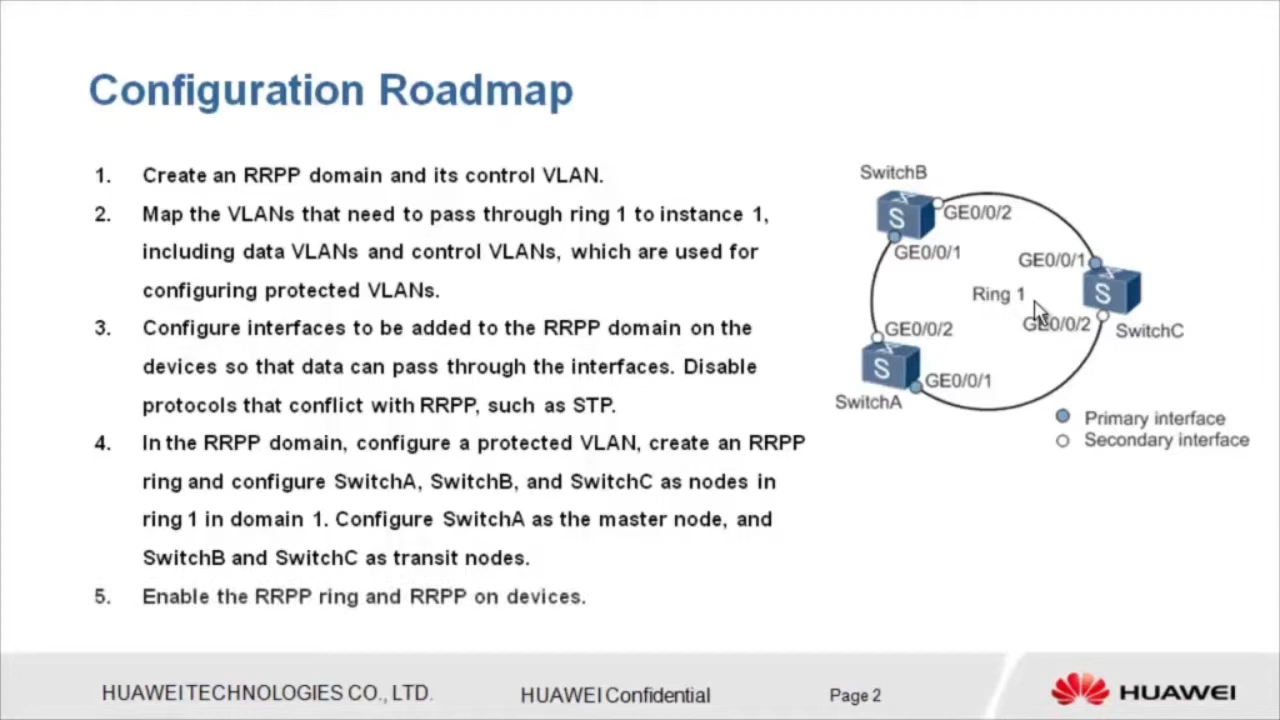 Configuration Roadmap
1. Create an RRPP domain and its control VLAN.
2. Map the VLANs that need to pass through ring 1 to instance 1,
including data VLANs and control VLANs, which are used for
configuring protected VLANs.
3. Configure interfaces to be added to the RRPP domain on the
devices so that data can pass through the interfaces. Disable
protocols that conflict with RRPP, such as STP.
4. In the RRPP domain, configure a protected VLAN, create an RRPP
ring and configure SwitchA, SwitchB, and SwitchC as nodes in
ring 1 in domain 1. Configure SwitchA as the master node, and
SwitchB and SwitchC as transit nodes.
5. Enable the RRPP ring and RRPP on devices.
SwitchB
S
GE0/0/2
GE0/0/1
GE0/0/1
S
Ring 1
GE0/0/2
SwitchC
GE0/0/2
S
GE0/0/1
SwitchA
Primary interface
Secondary interface
HUAWEI TECHNOLOGIES CO., LTD.
HUAWEI Confidential
Page 2
HUAWEI